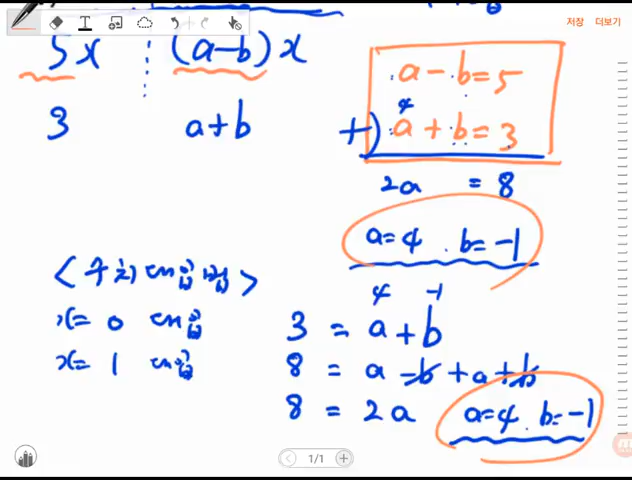 저장 더보기
5x (a-b)x
3 a+b
a-b=5
4
+) a+b=3
2a =8
a=4 . b=-1
<수치대입법>
x= 0 대입
x= 1 대입
4 -1
3 = a+b
8 = a-b+a+b
8 = 2a
a=4 . b=-1
1/1